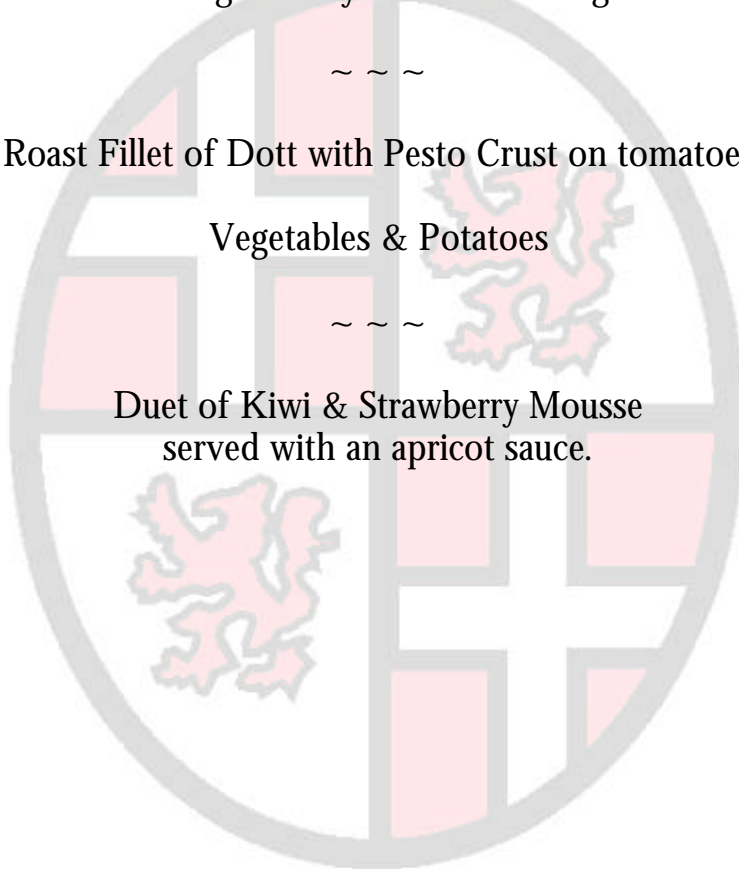 ~ ~ ~
Roast Fillet of Dott with Pesto Crust on tomatoe
Vegetables & Potatoes
~ ~ ~
Duet of Kiwi & Strawberry Mousse
served with an apricot sauce.